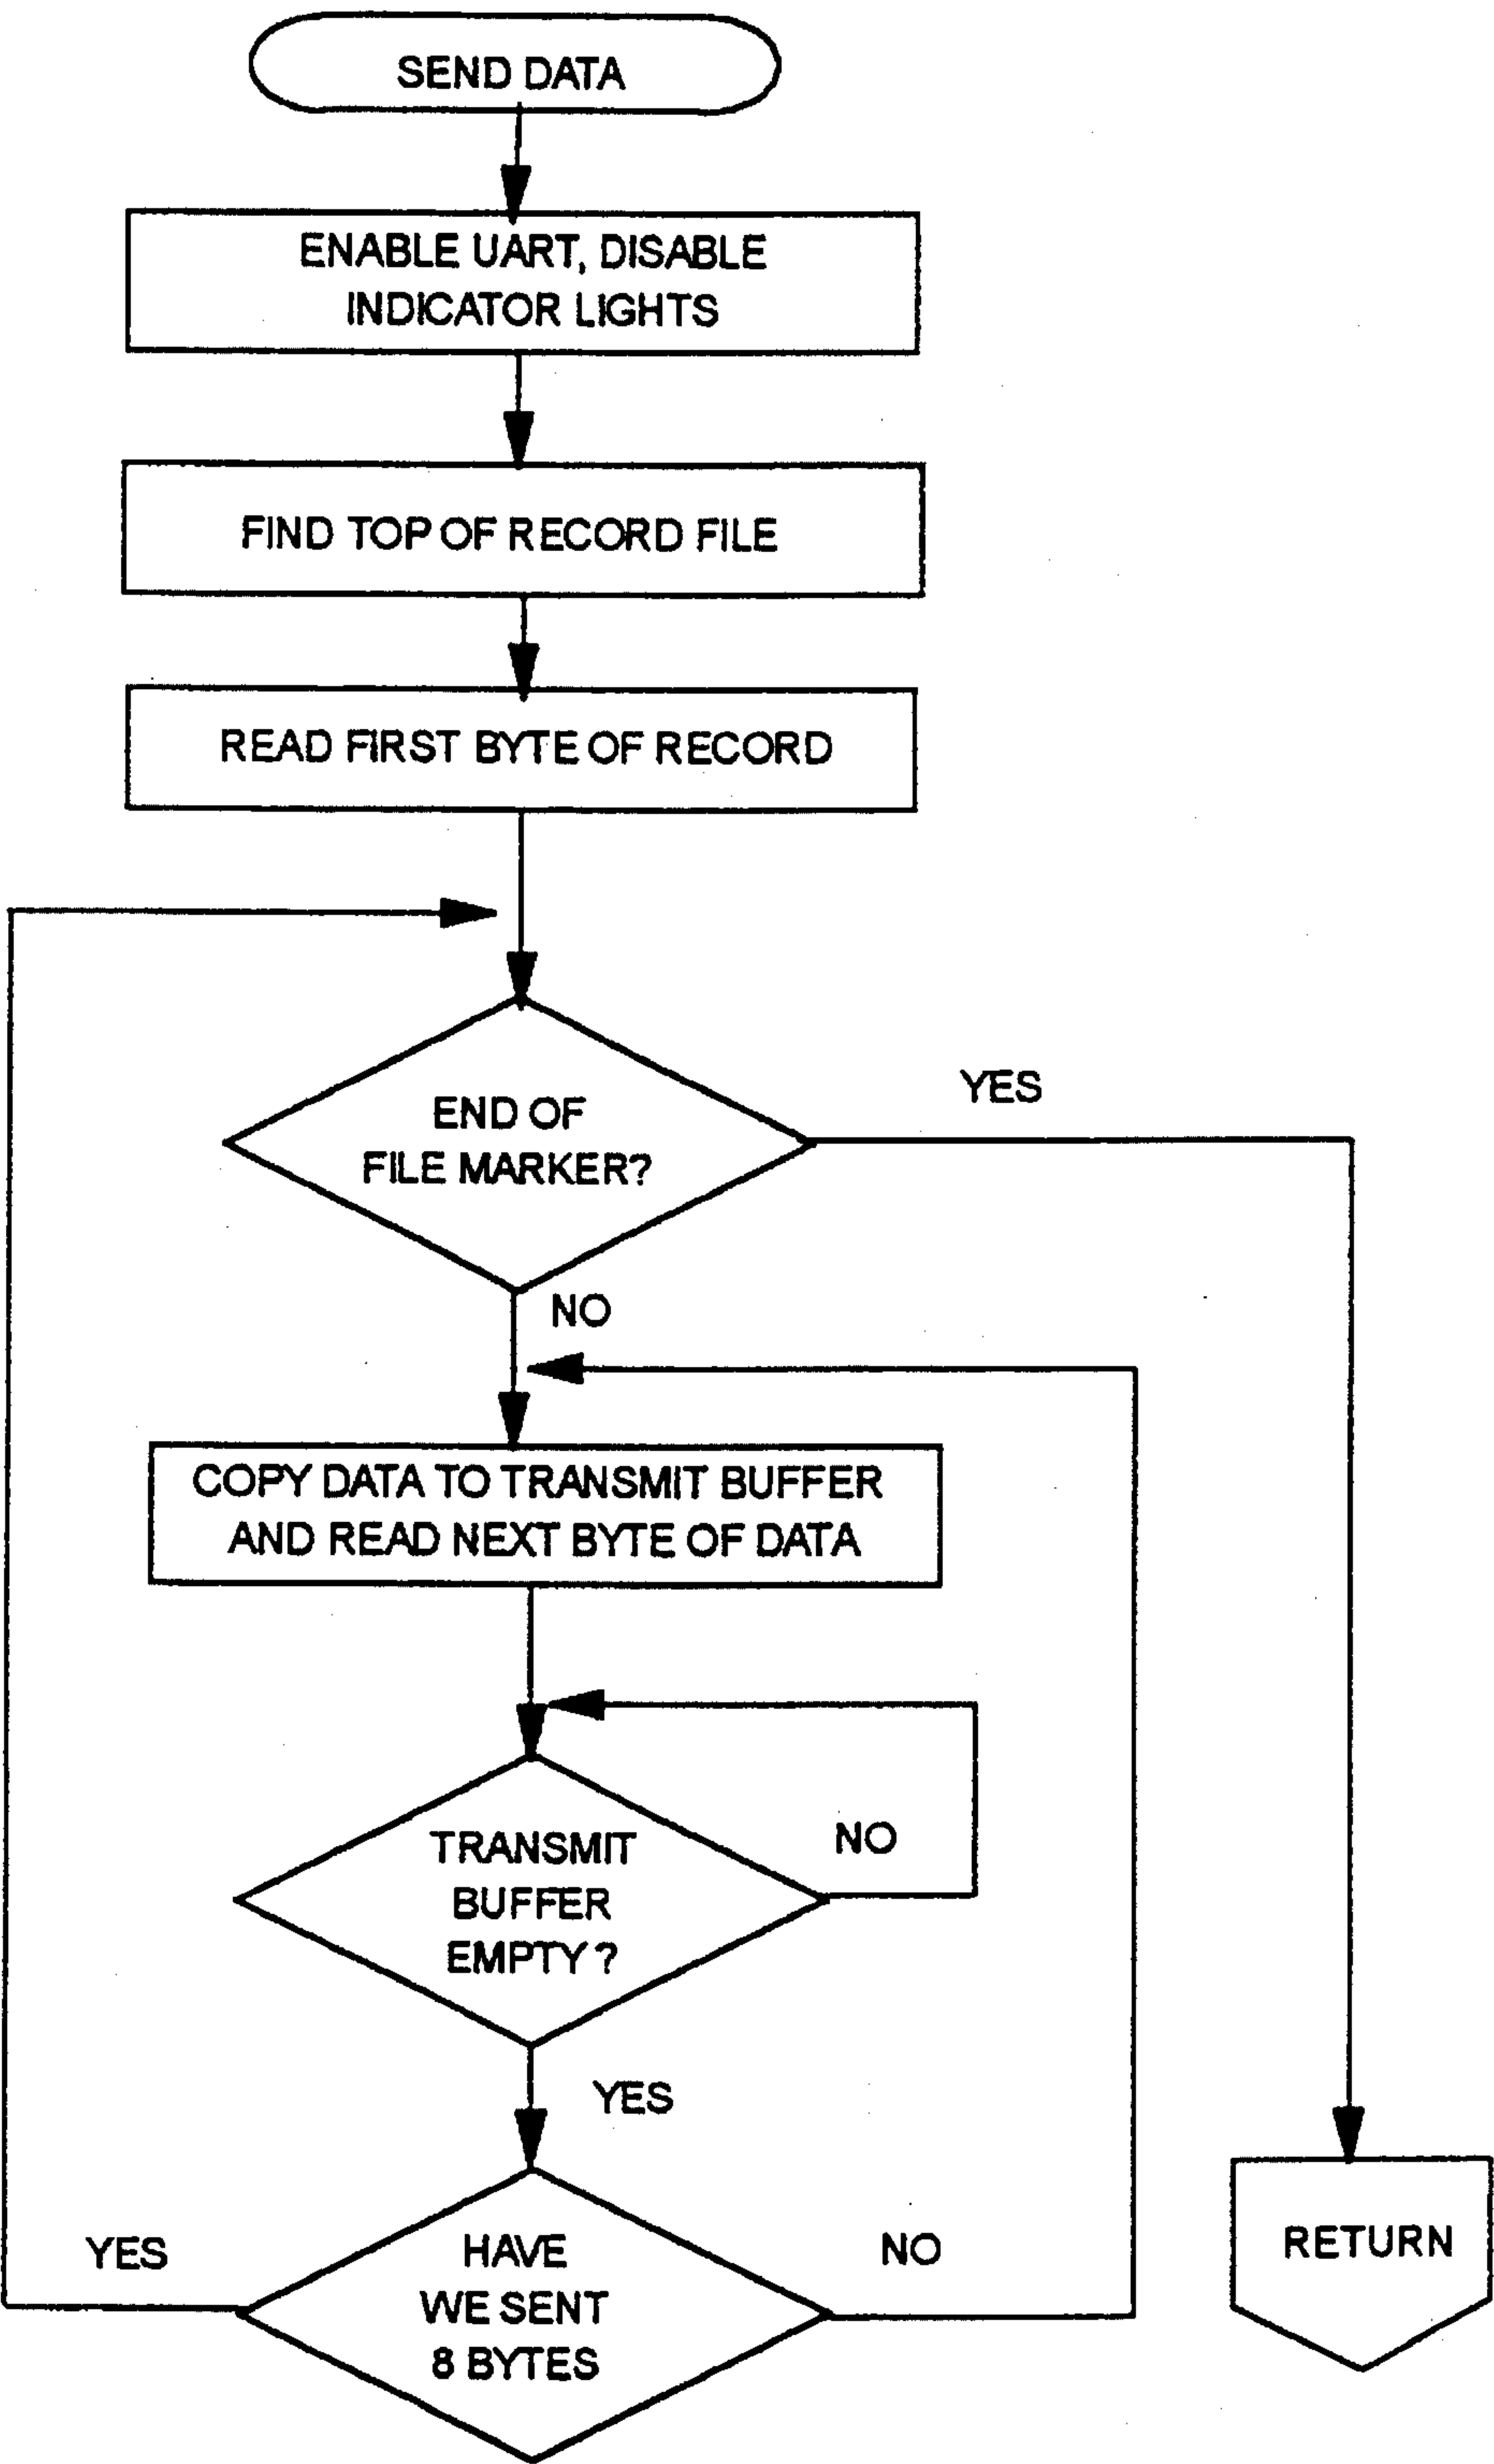 SEND DATA
ENABLE UART, DISABLE
INDICATOR LIGHTS
FIND TOP OF RECORD FILE
READ FIRST BYTE OF RECORD
END OF
FILE MARKER?
YES
NO
COPY DATA TO TRANSMIT BUFFER
AND READ NEXT BYTE OF DATA
TRANSMIT
BUFFER
EMPTY?
NO
YES
HAVE
WE SENT
8 BYTES
YES
NO
RETURN